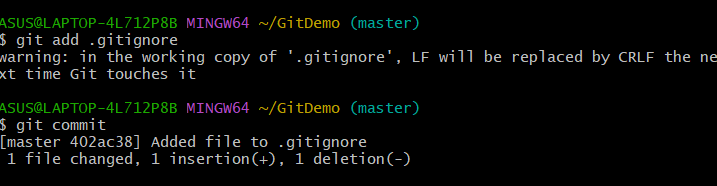 ASUS@LAPTOP-4L712P8B MINGW64 ~/GitDemo (master)
$ git add .gitignore
warning: in the working copy of '.gitignore', LF will be replaced by CRLF the ne
xt time Git touches it
ASUS@LAPTOP-4L712P8B MINGW64 ~/GitDemo (master)
$ git commit
[master 402ac38] Added file to .gitignore
1 file changed, 1 insertion(+), 1 deletion(-)